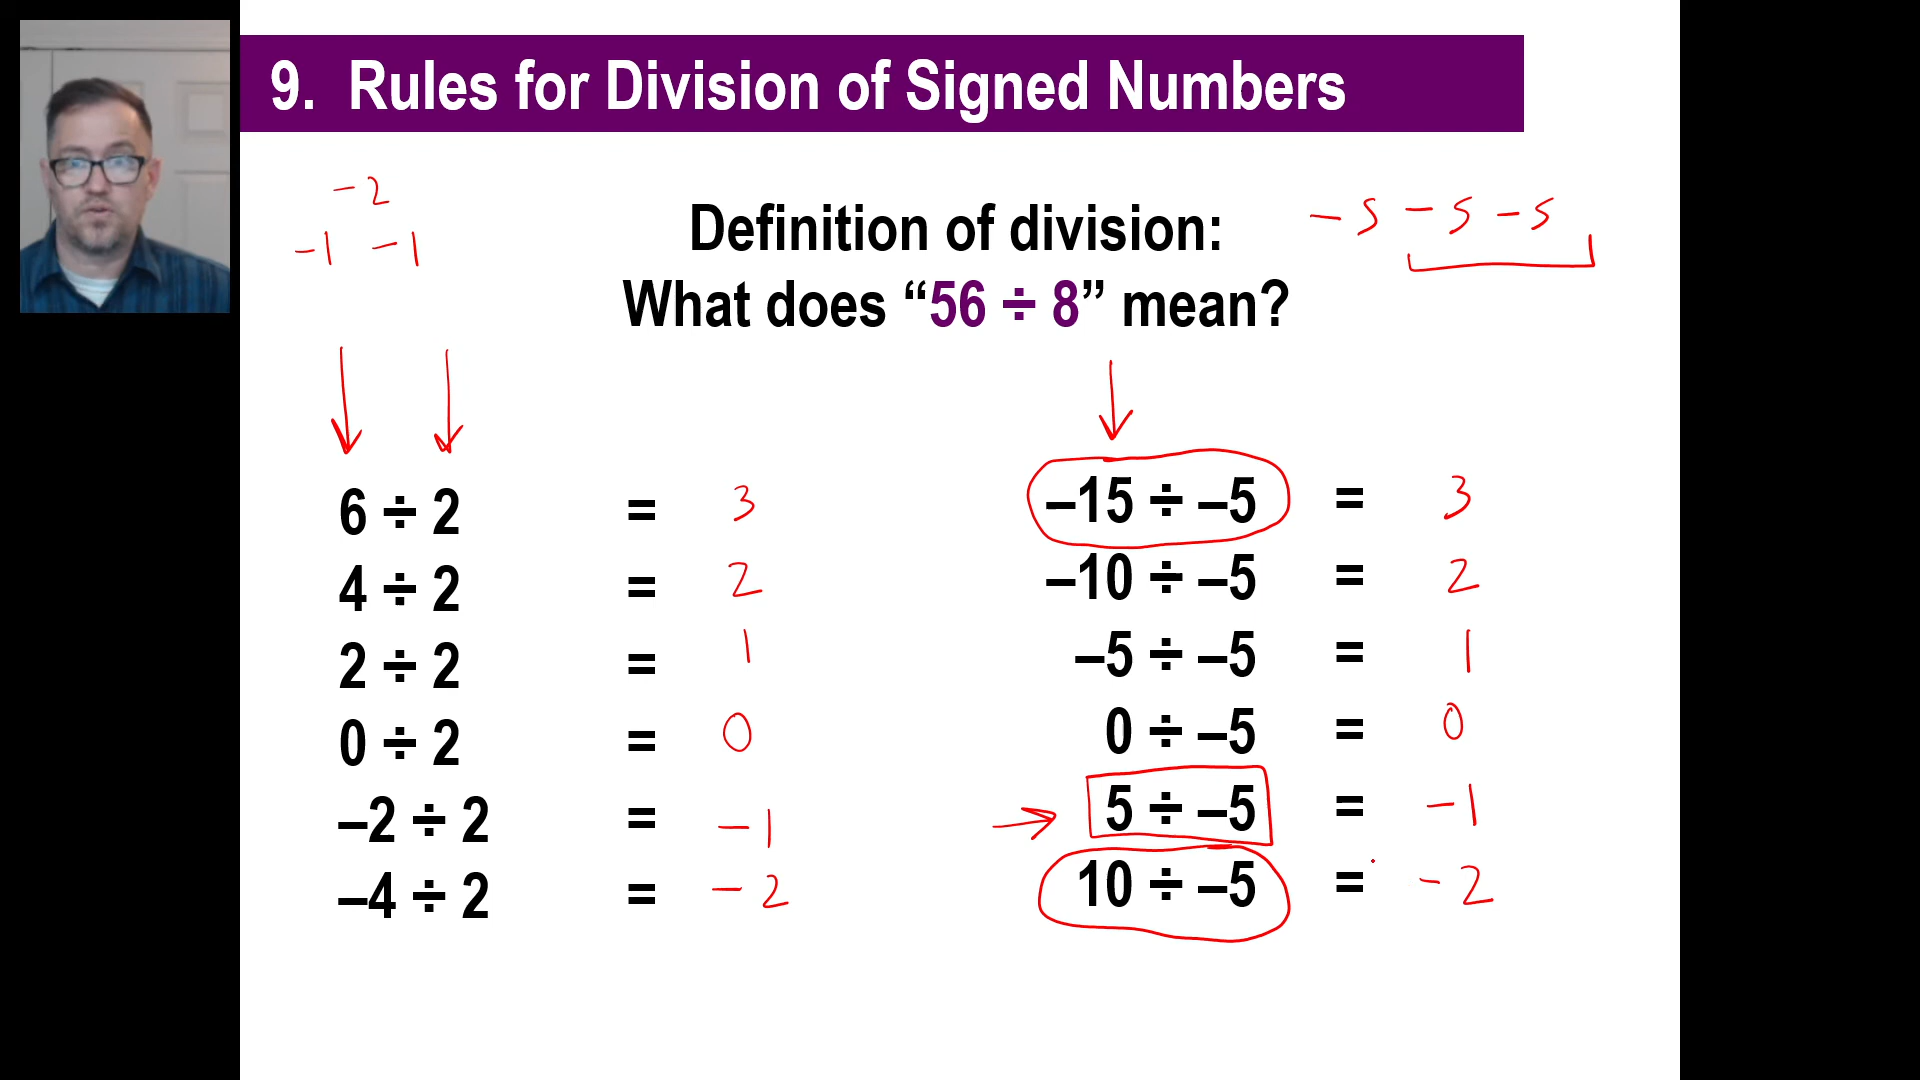 9. Rules for Division of Signed Numbers
-2
-1 -1
Definition of division:
-5 -5 -5
What does “56 ÷ 8” mean?
6 ÷ 2 = 3
4 ÷ 2 = 2
2 ÷ 2 = 1
0 ÷ 2 = 0
–2 ÷ 2 = -1
–4 ÷ 2 = -2
–15 ÷ –5 = 3
–10 ÷ –5 = 2
–5 ÷ –5 = 1
0 ÷ –5 = 0
5 ÷ –5 = -1
10 ÷ –5 = -2